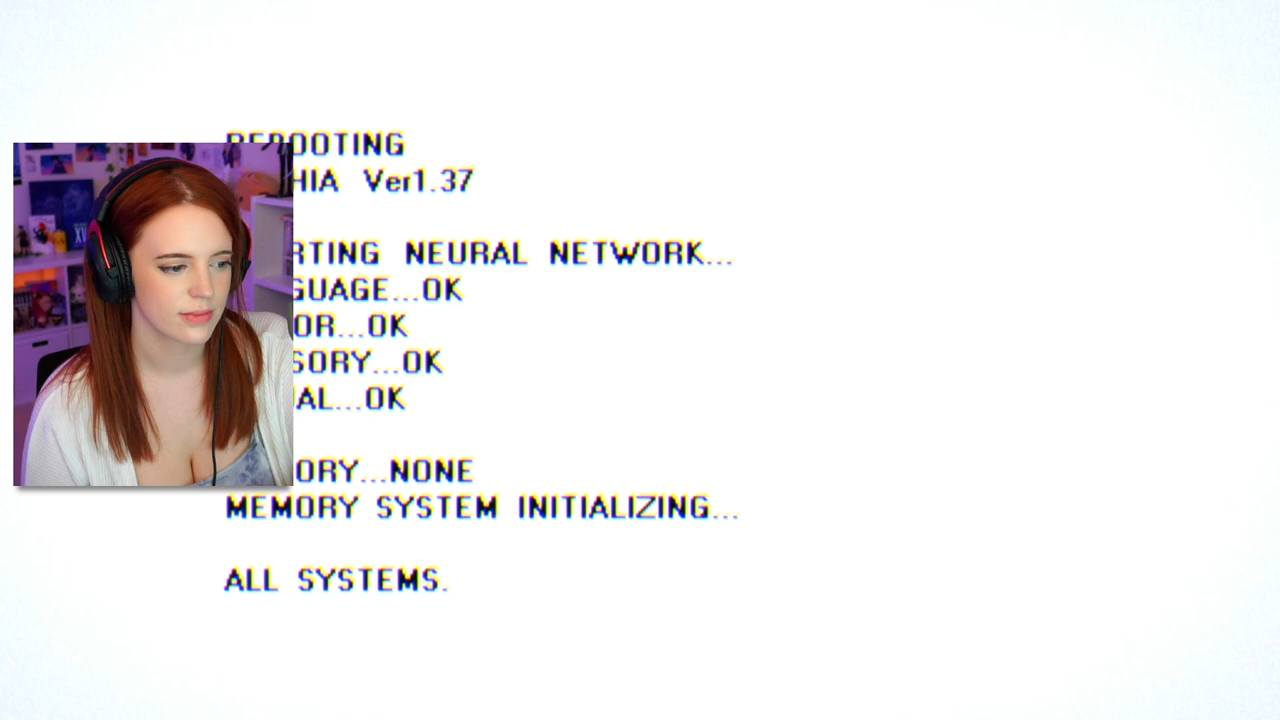 REBOOTING
HIA Ver1.37
RTING NEURAL NETWORK...
GUAGE...OK
OR...OK
SORY...OK
AL...OK
ORY...NONE
MEMORY SYSTEM INITIALIZING...
ALL SYSTEMS.